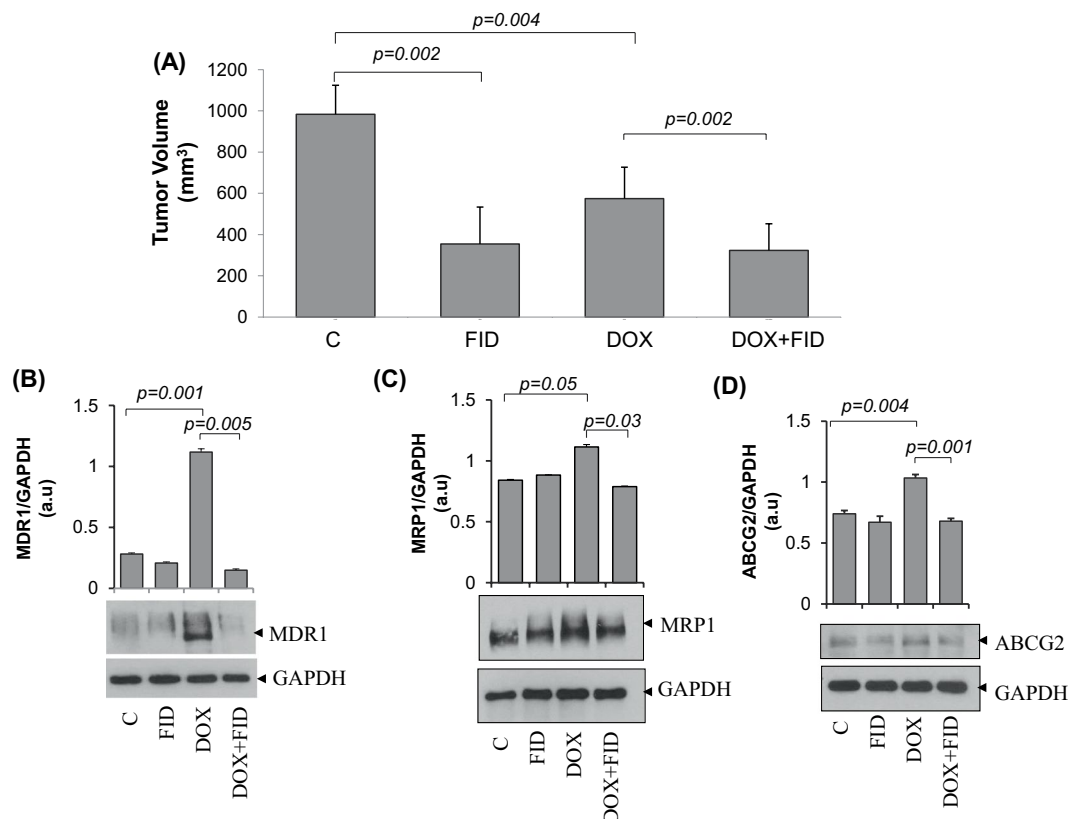 p=0.004
(A)
p=0.002
p=0.002
1200
1000
800
600
400
200
0
Tumor Volume
(mm³)
C FID DOX DOX+FID
(B)
p=0.001
p=0.005
1.5
1
0.5
0
MDR1/GAPDH
(a.u)
MDR1
GAPDH
C FID DOX DOX+FID
(C)
p=0.05
p=0.03
1.5
1
0.5
0
MRP1/GAPDH
(a.u)
MRP1
GAPDH
C FID DOX DOX+FID
(D)
p=0.004
p=0.001
1.5
1
0.5
0
ABCG2/GAPDH
(a.u)
ABCG2
GAPDH
C FID DOX DOX+FID